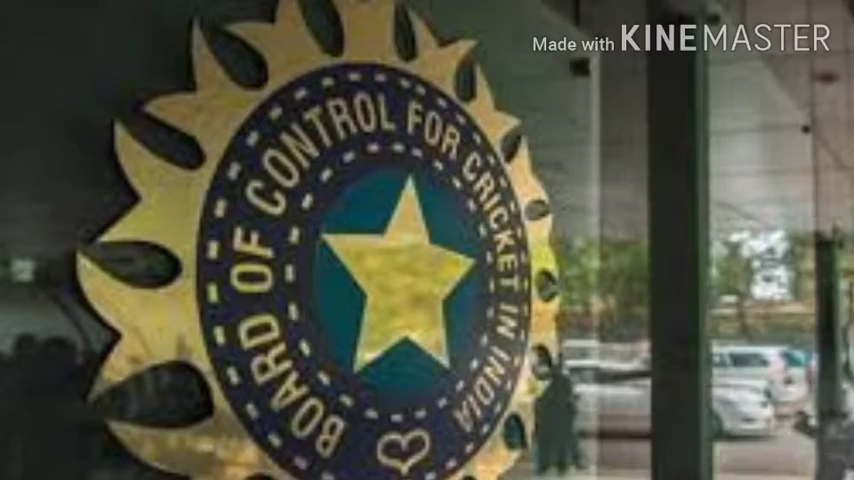 Made with KINEMASTER
BOARD OF CONTROL FOR CRICKET IN INDIA